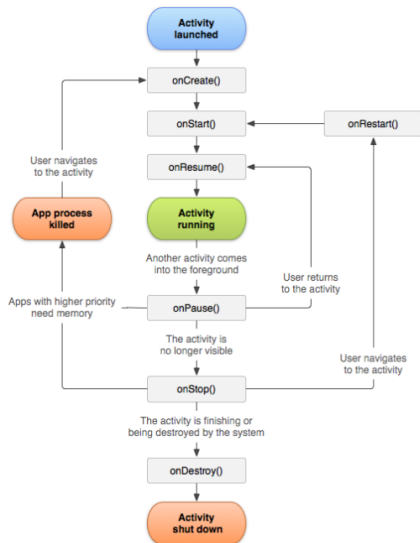 Activity
launched
onCreate()
onStart()
onRestart()
User navigates
to the activity
onResume()
App process
killed
Activity
running
Another activity comes
into the foreground
User returns
to the activity
Apps with higher priority
need memory
onPause()
The activity is
no longer visible
User navigates
to the activity
onStop()
The activity is finishing or
being destroyed by the system
onDestroy()
Activity
shut down